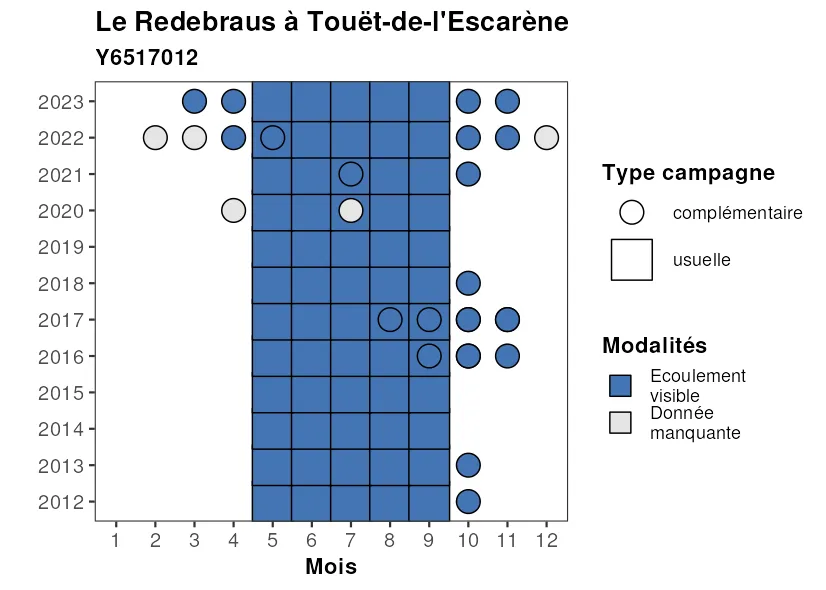 Le Redebraus à Touët-de-l'Escarène
Y6517012
2023
2022
2021
2020
2019
2018
2017
2016
2015
2014
2013
2012
1 2 3 4 5 6 7 8 9 10 11 12
Mois
Type campagne
complémentaire
usuelle
Modalités
Ecoulement
visible
Donnée
manquante